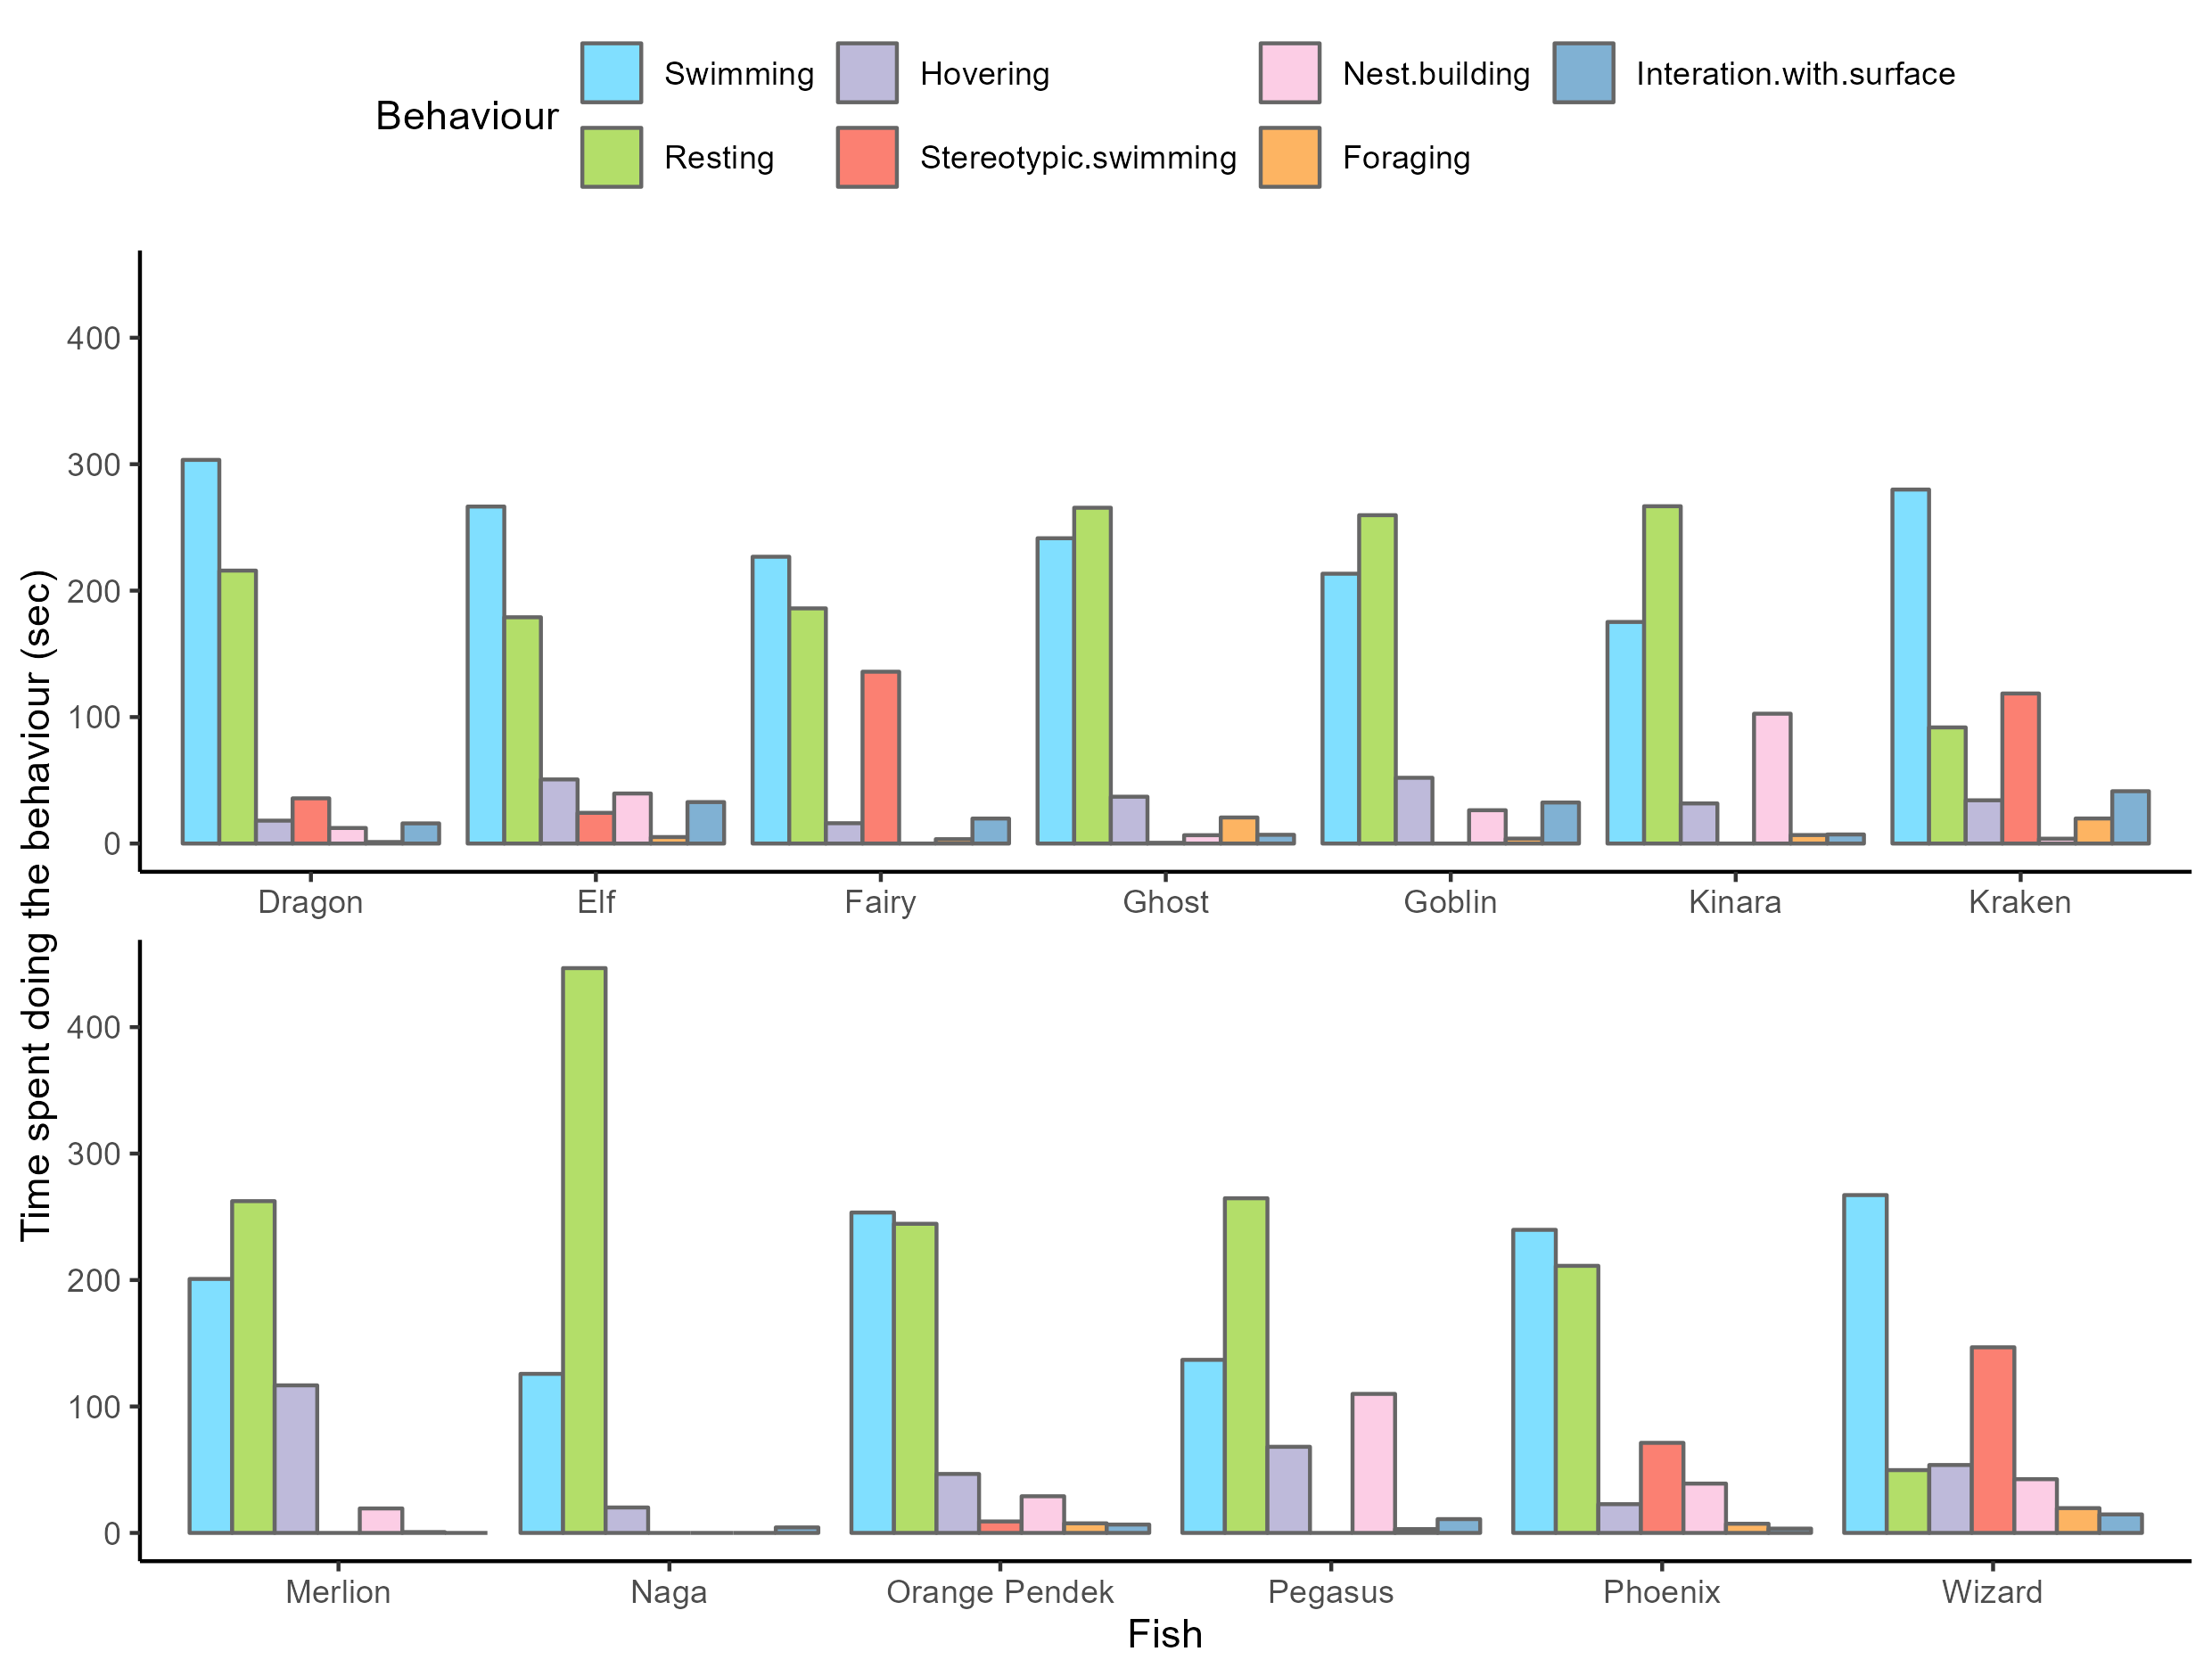 Behaviour
Swimming
Hovering
Nest.building
Interation.with.surface
Resting
Stereotypic.swimming
Foraging
Time spent doing the behaviour (sec)
400
300
200
100
0
Dragon
Elf
Fairy
Ghost
Goblin
Kinara
Kraken
400
300
200
100
0
Merlion
Naga
Orange Pendek
Pegasus
Phoenix
Wizard
Fish